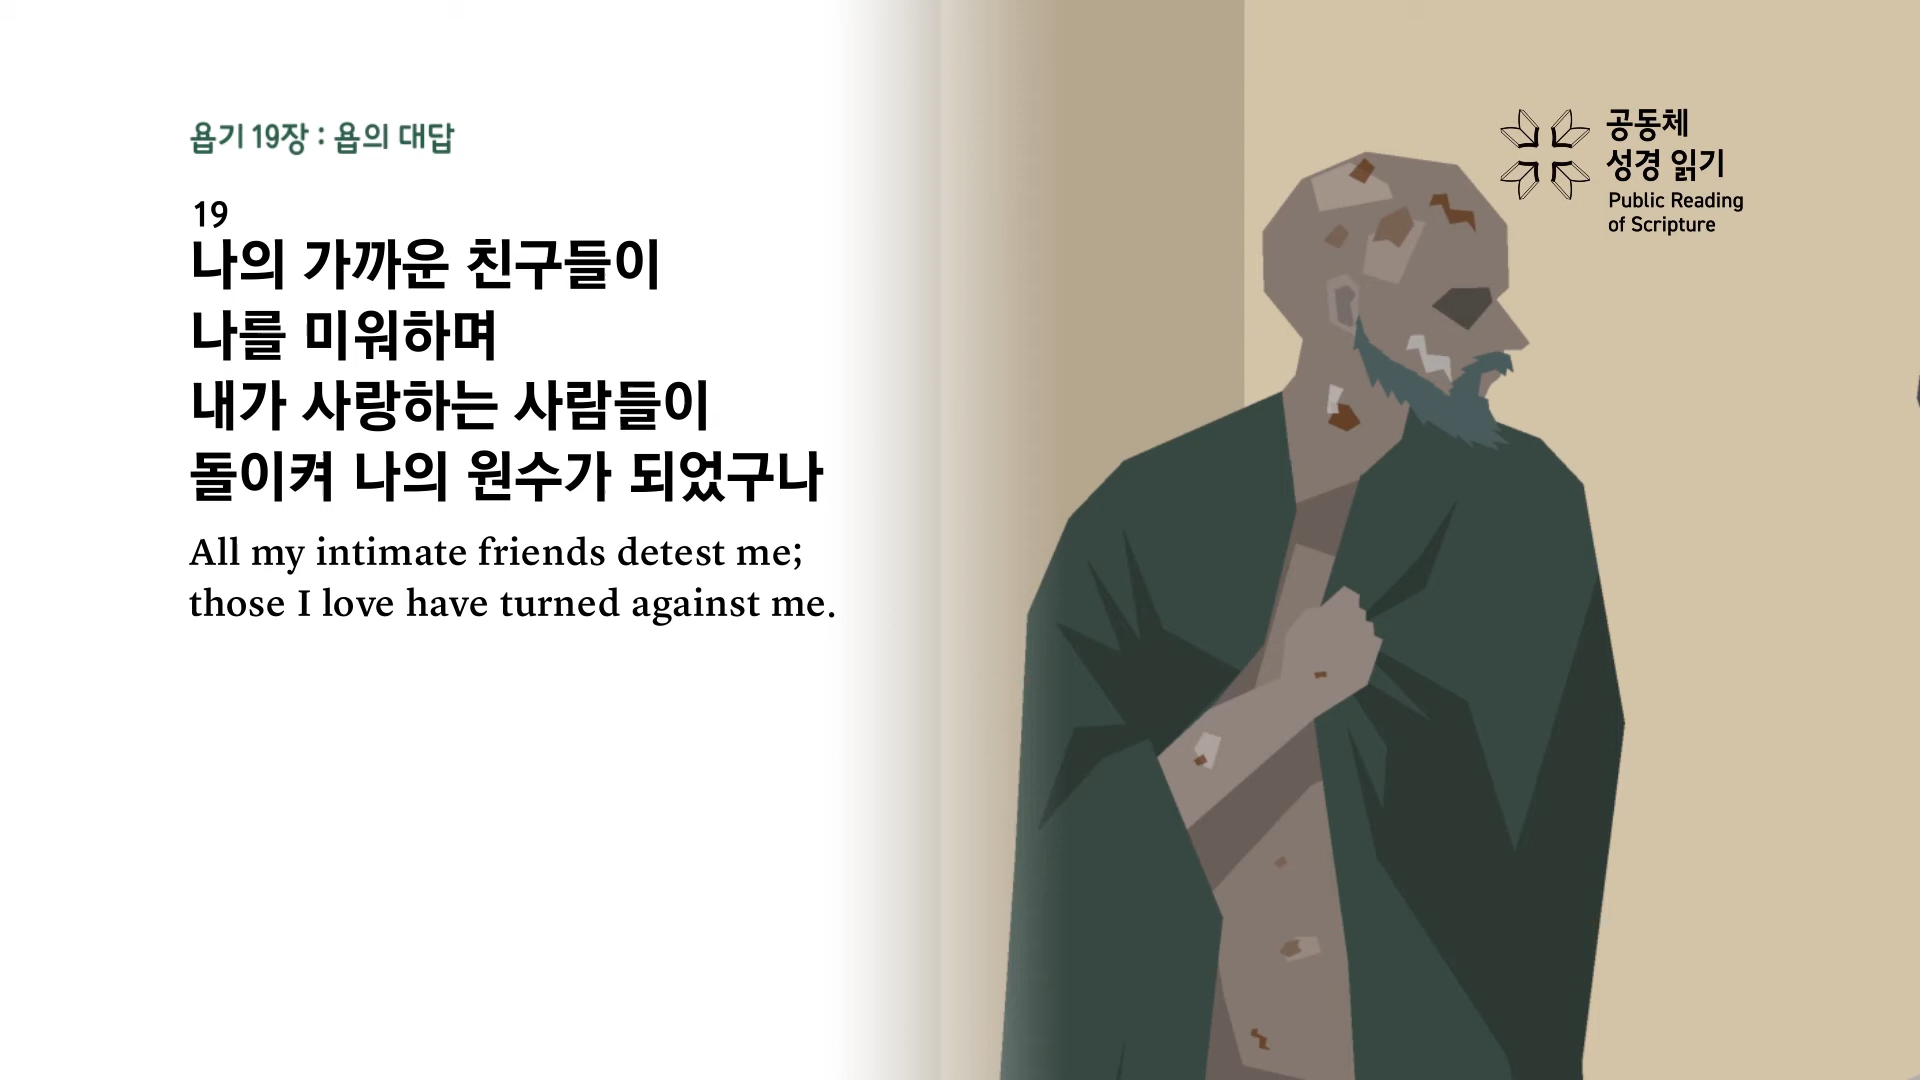 욥기 19장 : 욥의 대답
19
나의 가까운 친구들이
나를 미워하며
내가 사랑하는 사람들이
돌이켜 나의 원수가 되었구나
All my intimate friends detest me;
those I love have turned against me.
공동체
성경 읽기
Public Reading
of Scripture